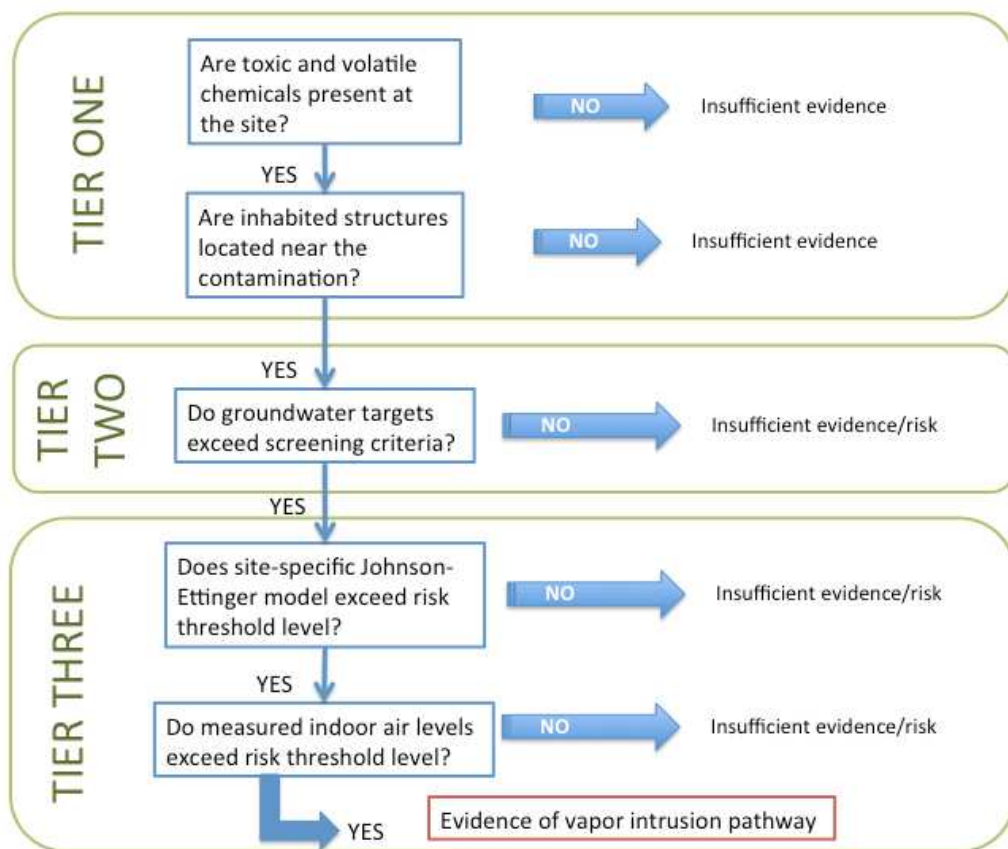 TIER ONE
Are toxic and volatile
chemicals present at
the site?
NO
Insufficient evidence
YES
Are inhabited structures
located near the
contamination?
NO
Insufficient evidence
TIER
TWO
YES
Do groundwater targets
exceed screening criteria?
NO
Insufficient evidence/risk
YES
TIER THREE
Does site-specific Johnson-
Ettinger model exceed risk
threshold level?
NO
Insufficient evidence/risk
YES
Do measured indoor air levels
exceed risk threshold level?
NO
Insufficient evidence/risk
YES
Evidence of vapor intrusion pathway